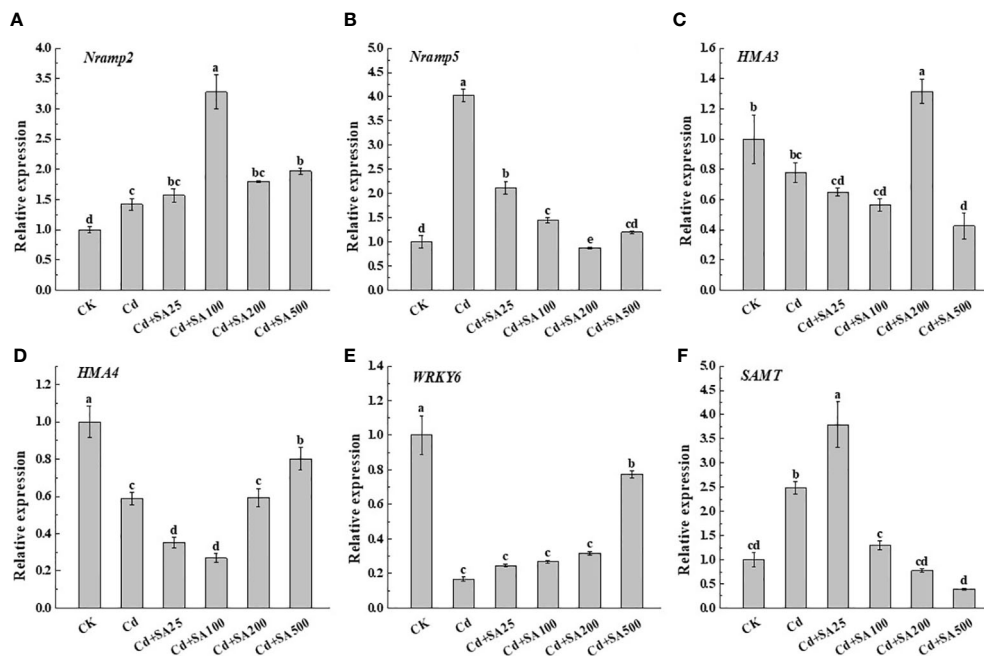 A
Nramp2
Relative expression
4.0
3.5
3.0
2.5
2.0
1.5
1.0
0.5
0.0
d
c
bc
a
bc
b
CK
Cd
Cd+SA25
Cd+SA100
Cd+SA200
Cd+SA500
B
Nramp5
Relative expression
5.0
4.5
4.0
3.5
3.0
2.5
2.0
1.5
1.0
0.5
0.0
d
a
b
c
e
cd
CK
Cd
Cd+SA25
Cd+SA100
Cd+SA200
Cd+SA500
C
HMA3
Relative expression
1.6
1.4
1.2
1.0
0.8
0.6
0.4
0.2
0.0
b
bc
cd
cd
a
d
CK
Cd
Cd+SA25
Cd+SA100
Cd+SA200
Cd+SA500
D
HMA4
Relative expression
1.2
1.0
0.8
0.6
0.4
0.2
0.0
a
c
d
d
c
b
CK
Cd
Cd+SA25
Cd+SA100
Cd+SA200
Cd+SA500
E
WRKY6
Relative expression
1.4
1.2
1.0
0.8
0.6
0.4
0.2
0.0
a
c
c
c
c
b
CK
Cd
Cd+SA25
Cd+SA100
Cd+SA200
Cd+SA500
F
SAMT
Relative expression
5.0
4.5
4.0
3.5
3.0
2.5
2.0
1.5
1.0
0.5
0.0
cd
b
a
c
cd
d
CK
Cd
Cd+SA25
Cd+SA100
Cd+SA200
Cd+SA500